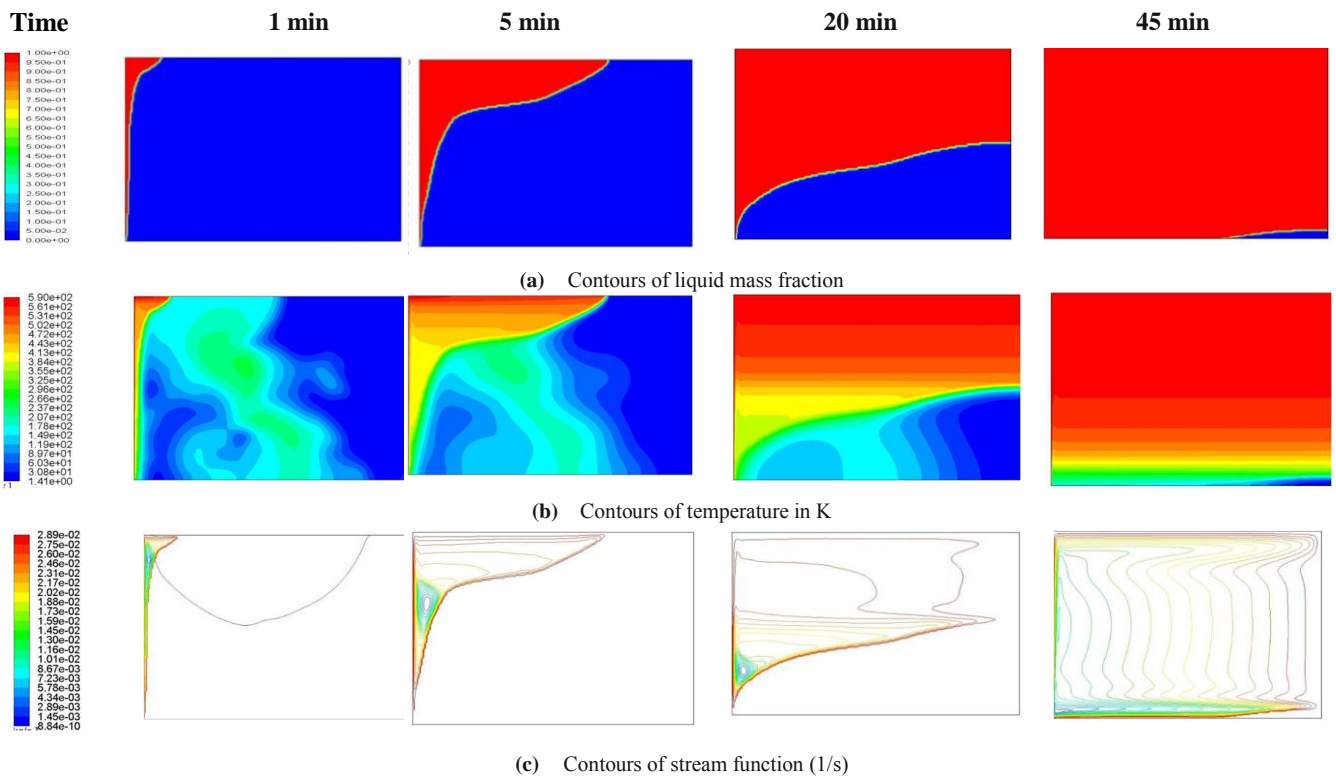 Time 1 min 5 min 20 min 45 min
1.00e+00
9.50e-01
9.00e-01
8.50e-01
8.00e-01
7.50e-01
7.00e-01
6.50e-01
6.00e-01
5.50e-01
5.00e-01
4.50e-01
4.00e-01
3.50e-01
3.00e-01
2.50e-01
2.00e-01
1.50e-01
1.00e-01
5.00e-02
0.00e+00
(a) Contours of liquid mass fraction
5.90e+02
5.61e+02
5.31e+02
5.02e+02
4.72e+02
4.43e+02
4.13e+02
3.84e+02
3.55e+02
3.25e+02
2.96e+02
2.66e+02
2.37e+02
2.07e+02
1.78e+02
1.49e+02
1.19e+02
8.97e+01
6.03e+01
3.08e+01
1.41e+00
(b) Contours of temperature in K
2.89e-02
2.75e-02
2.60e-02
2.46e-02
2.31e-02
2.17e-02
2.02e-02
1.88e-02
1.73e-02
1.59e-02
1.45e-02
1.30e-02
1.16e-02
1.01e-02
8.67e-03
7.23e-03
5.78e-03
4.34e-03
2.89e-03
1.45e-03
8.84e-10
(c) Contours of stream function (1/s)